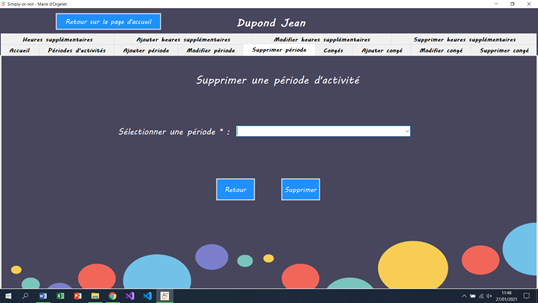 Simply-or-not - Mairie d'Orgelet
Retour sur la page d'accueil
Dupond Jean
Heures supplémentaires Ajouter heures supplémentaires Modifier heures supplémentaires Supprimer heures supplémentaires
Accueil Périodes d'activités Ajouter période Modifier période Supprimer période Congés Ajouter congé Modifier congé Supprimer congé
Supprimer une période d'activité
Sélectionner une période * :
Retour Supprimer
11:48
27/01/2021